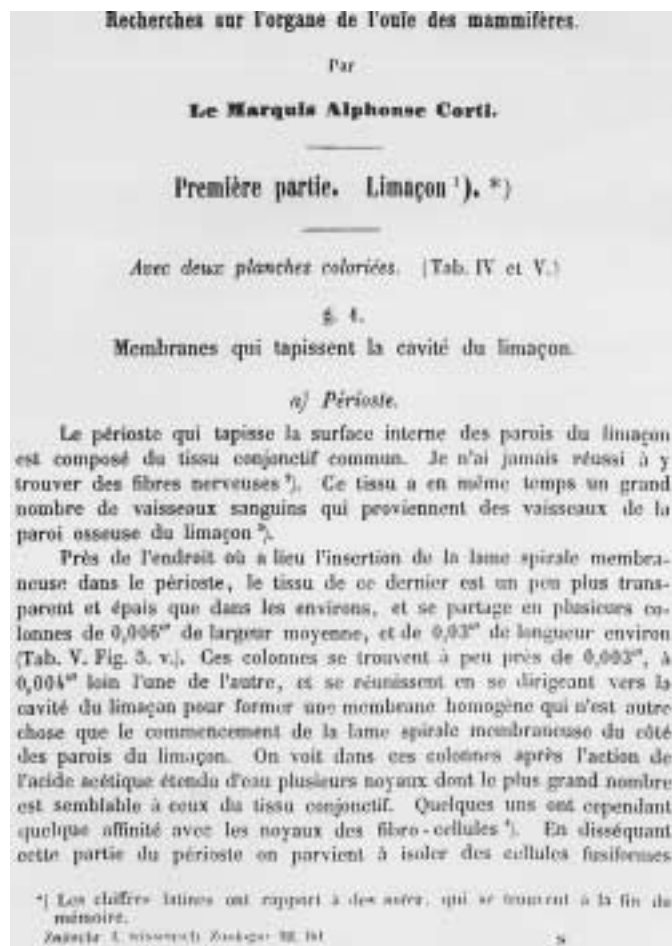 Recherches sur l'organe de l'ouïe des mammifères.
Par
Le Marquis Alphonse Corti.
Première partie. Limaçon ¹). *)
Avec deux planches coloriées. (Tab. IV et V.)
§. 1.
Membranes qui tapissent la cavité du limaçon.
a) Périoste.
Le périoste qui tapisse la surface interne des parois du limaçon
est composé du tissu conjonctif commun. Je n'ai jamais réussi à y
trouver des fibres nerveuses ²). Ce tissu a en même temps un grand
nombre de vaisseaux sanguins qui proviennent des vaisseaux de la
paroi osseuse du limaçon ³).
Près de l'endroit où a lieu l'insertion de la lame spirale membra-
neuse dans le périoste, le tissu de ce dernier est un peu plus trans-
parent et épais que dans les environs, et se partage en plusieurs co-
lonnes de 0,006 de largeur moyenne, et de 0,03 de longueur environ
(Tab. V. Fig. 5. v.). Ces colonnes se trouvent à peu près de 0,003, à
0,004 loin l'une de l'autre, et se réunissent en se dirigeant vers la
cavité du limaçon pour former une membrane homogène qui n'est autre
chose que le commencement de la lame spirale membraneuse du côté
des parois du limaçon. On voit dans ces colonnes après l'action de
l'acide acétique étendu d'eau plusieurs noyaux dont le plus grand nombre
est semblable à ceux du tissu conjonctif. Quelques uns ont cependant
quelque affinité avec les noyaux des fibro-cellules ⁴). En disséquant
cette partie du périoste on parvient à isoler des cellules fusiformes
*) Les chiffres latines ont rapport à des notes, qui se trouvent à la fin du
mémoire.
Zeitschr. f. wissensch. Zoologie III. Bd. 8